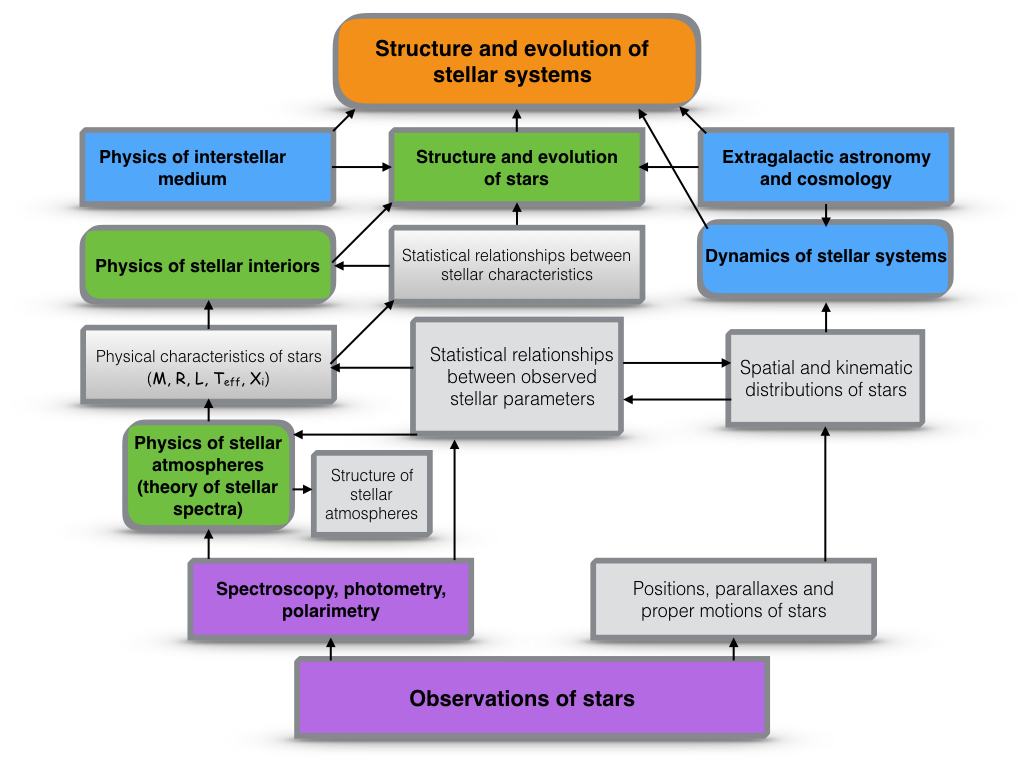 Structure and evolution of
stellar systems
Physics of interstellar
medium
Structure and evolution
of stars
Extragalactic astronomy
and cosmology
Physics of stellar interiors
Statistical relationships between
stellar characteristics
Dynamics of stellar systems
Physical characteristics of stars
(M, R, L, Teff, Xi)
Statistical relationships
between observed
stellar parameters
Spatial and kinematic
distributions of stars
Physics of stellar
atmospheres
(theory of stellar
spectra)
Structure of
stellar
atmospheres
Spectroscopy, photometry,
polarimetry
Positions, parallaxes and
proper motions of stars
Observations of stars